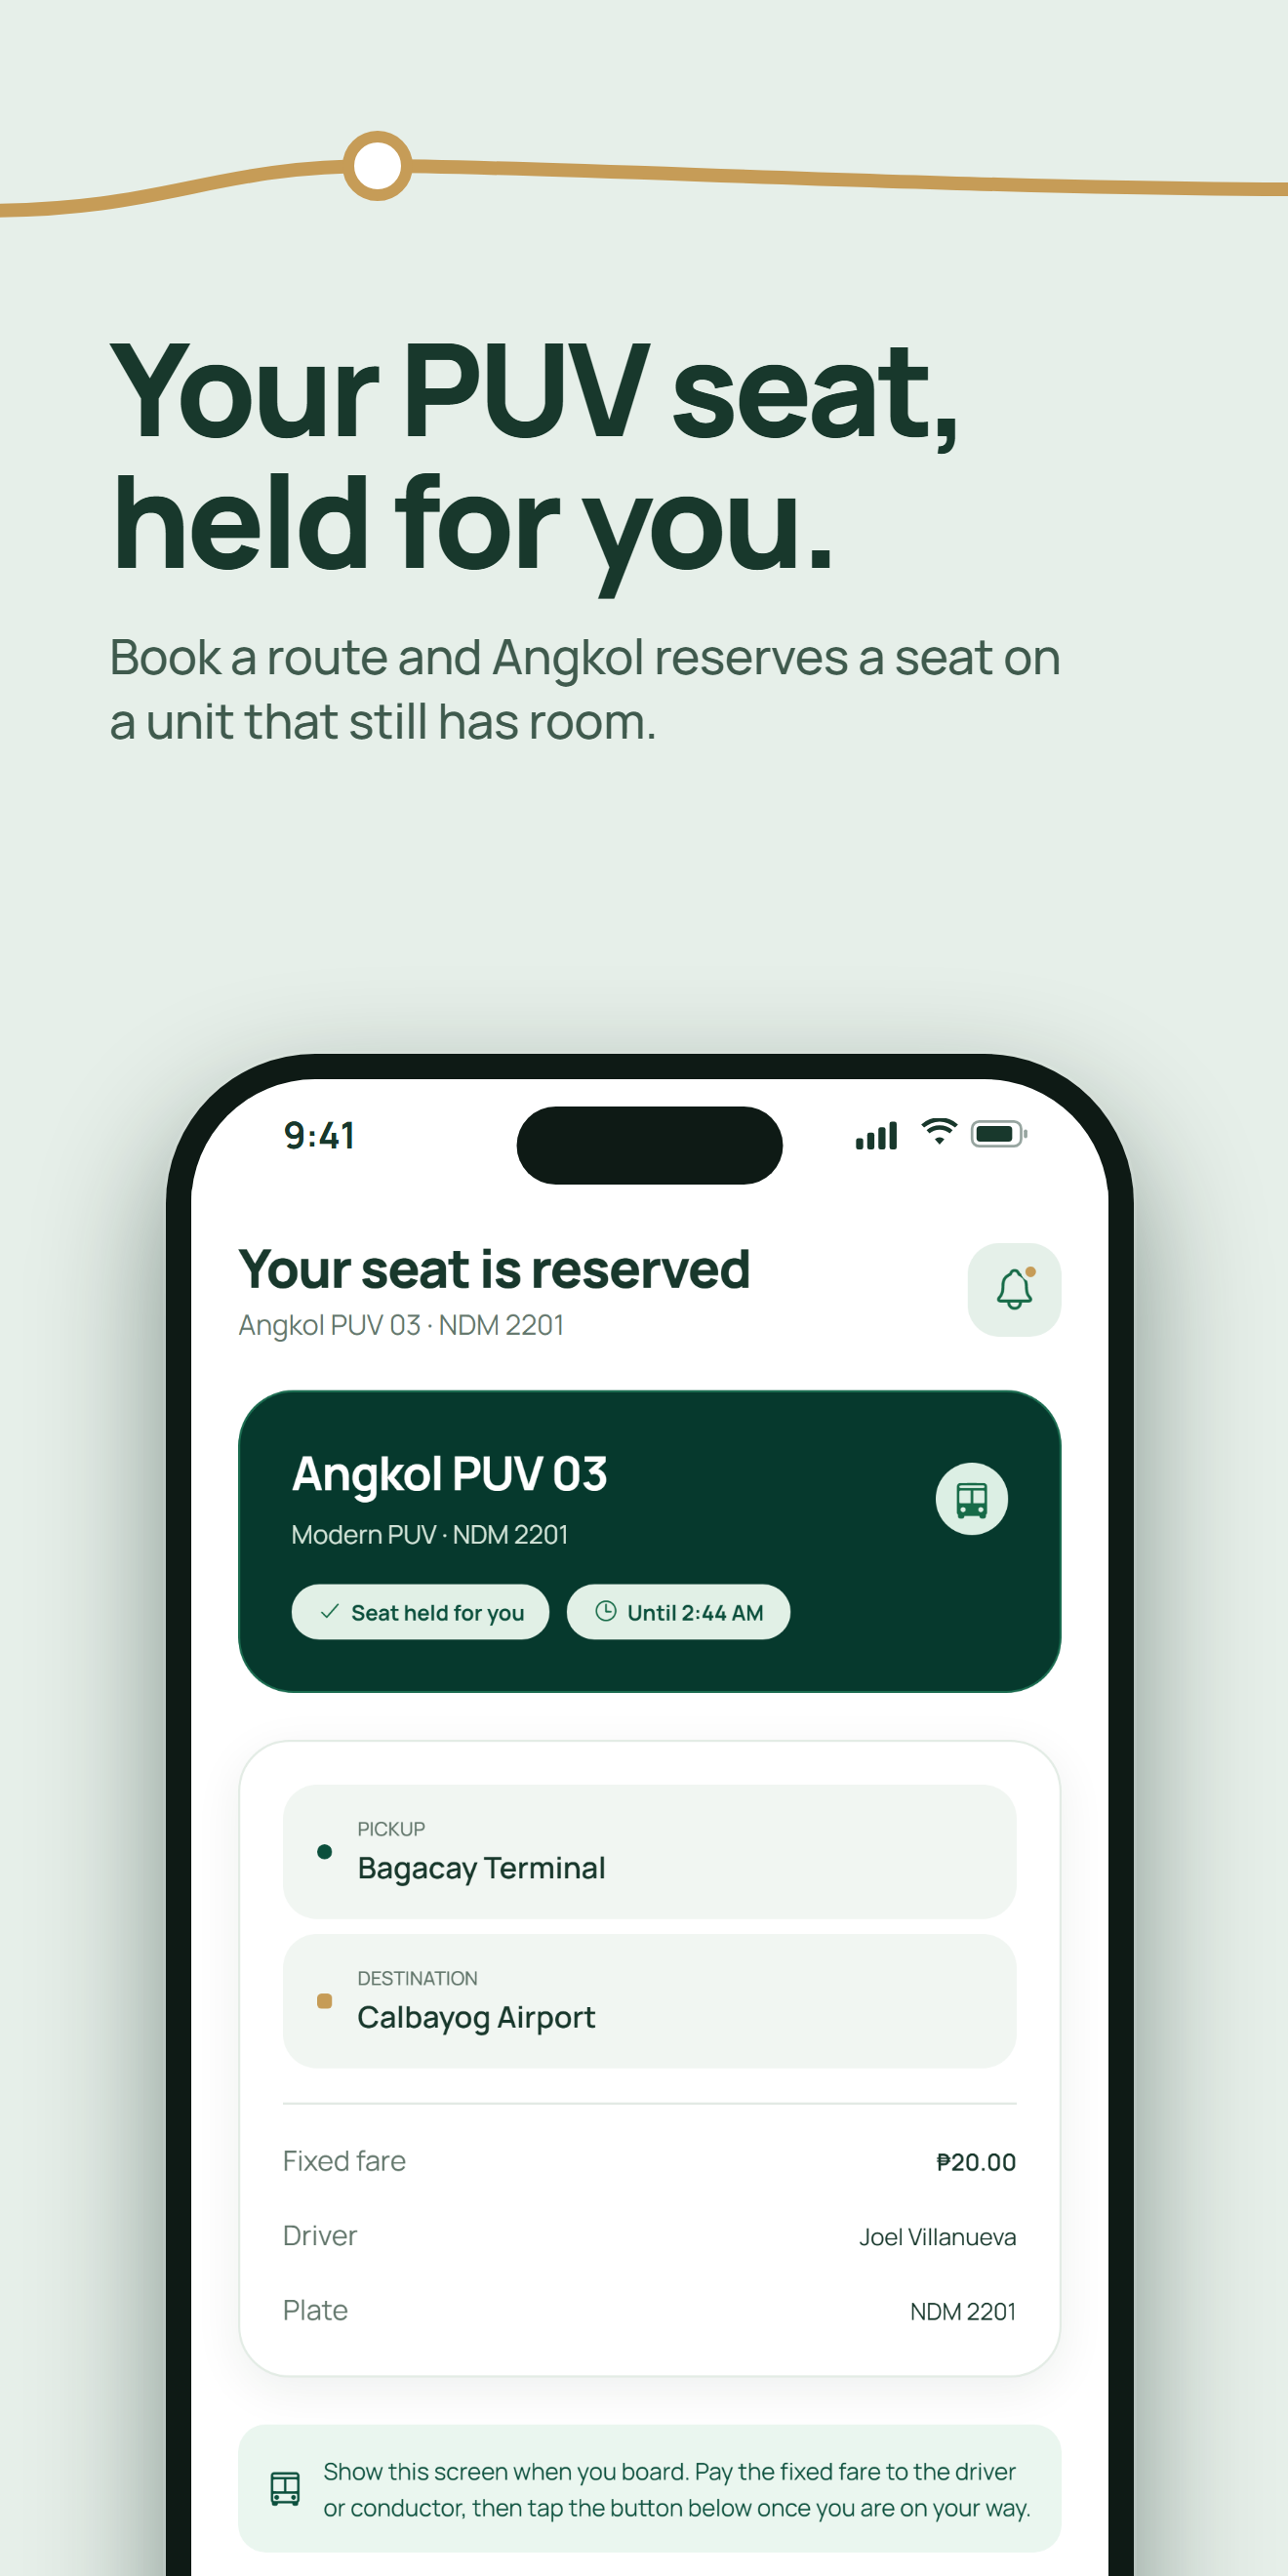 Your PUV seat,
held for you.
Book a route and Angkol reserves a seat on
a unit that still has room.
9:41
Your seat is reserved
Angkol PUV 03 · NDM 2201
Angkol PUV 03
Modern PUV · NDM 2201
Seat held for you
Until 2:44 AM
PICKUP
Bagacay Terminal
DESTINATION
Calbayog Airport
Fixed fare
₱20.00
Driver
Joel Villanueva
Plate
NDM 2201
Show this screen when you board. Pay the fixed fare to the driver
or conductor, then tap the button below once you are on your way.